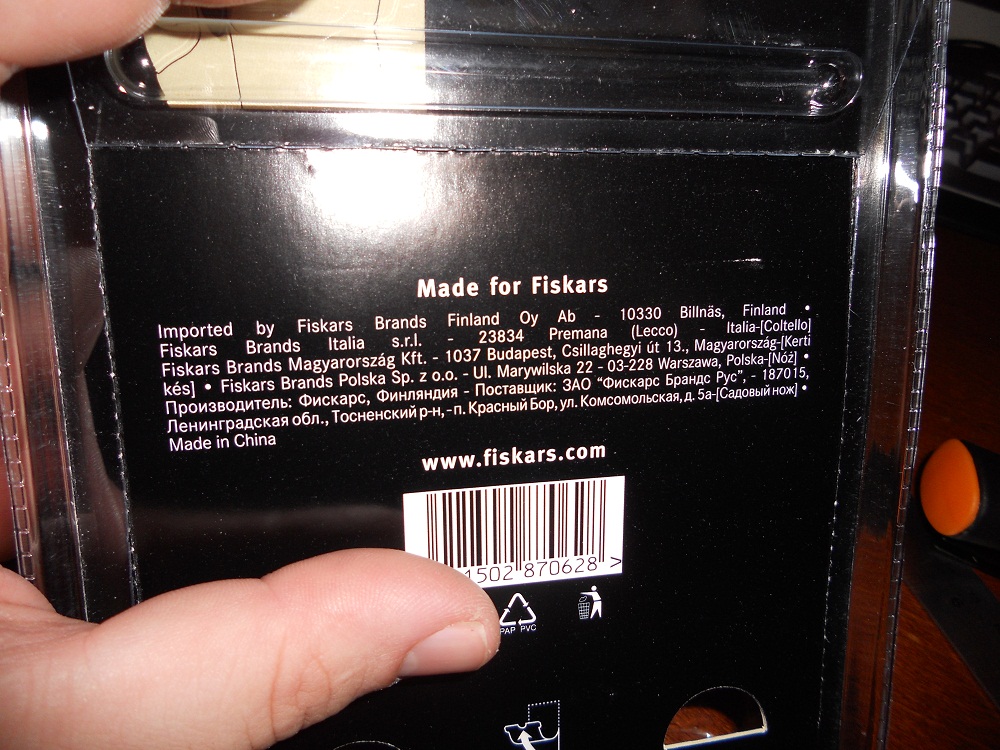 Made for Fiskars
Imported by Fiskars Brands Finland Oy Ab - 10330 Billnäs, Finland •
Fiskars Brands Italia s.r.l. - 23834 Premana (Lecco) - Italia-[Coltello]
Fiskars Brands Magyarország Kft. - 1037 Budapest, Csillaghegyi út 13., Magyarország-[Kerti
kés] • Fiskars Brands Polska Sp. z o.o. - Ul. Marywilska 22 - 03-228 Warszawa, Polska-[Nóż] •
Производитель: Фискарс, Финляндия - Поставщик: ЗАО "Фискарс Брандс Рус", - 187015,
Ленинградская обл., Тосненский р-н, - п. Красный Бор, ул. Комсомольская, д. 5а-[Садовый нож] •
Made in China
www.fiskars.com
1502 870628 >
PAP PVC